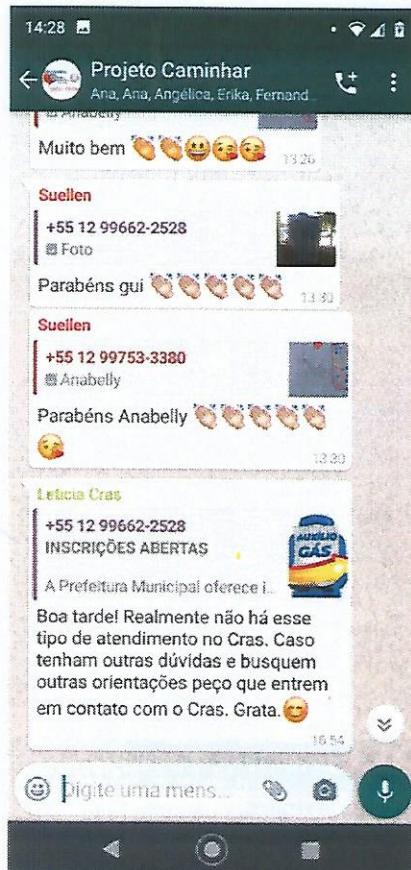 14:28
Projeto Caminhar
Ana, Ana, Angélica, Erika, Fernand...
Anabelly
Muito bem 👏👏😀😘😘
13:26
Suellen
+55 12 99662-2528
Foto
Parabéns gui 👏👏👏👏👏
13:30
Suellen
+55 12 99753-3380
Anabelly
Parabéns Anabelly 👏👏👏👏👏
😘
13:30
Leticia Cras
+55 12 99662-2528
INSCRIÇÕES ABERTAS
AUXÍLIO
GÁS
A Prefeitura Municipal oferece i...
Boa tarde! Realmente não há esse
tipo de atendimento no Cras. Caso
tenham outras dúvidas e busquem
outras orientações peço que entrem
em contato com o Cras. Grata.😊
16:54
Digite uma mens...